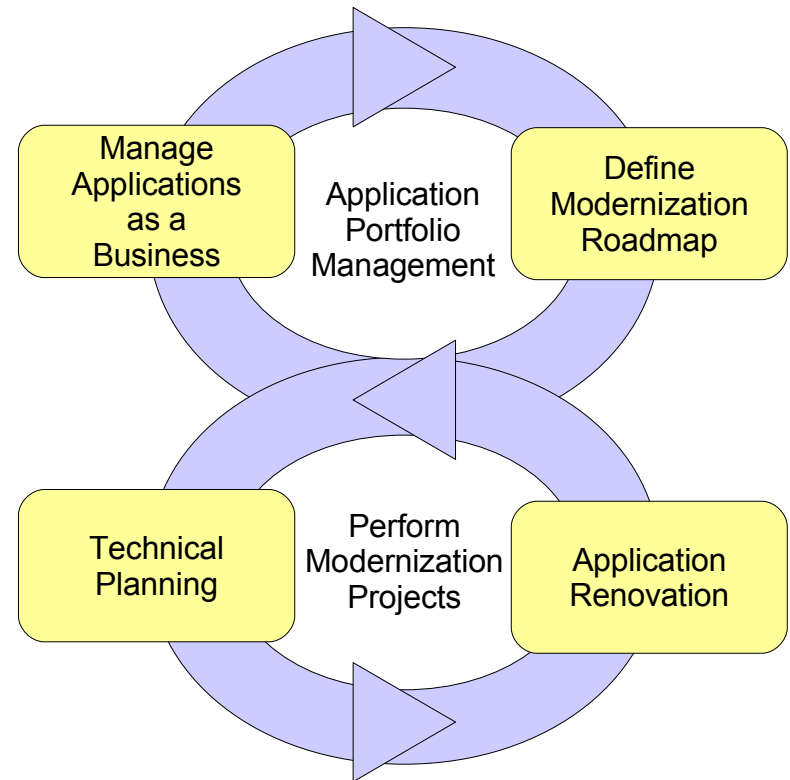 Manage
Applications
as a
Business
Application
Portfolio
Management
Define
Modernization
Roadmap
Technical
Planning
Perform
Modernization
Projects
Application
Renovation